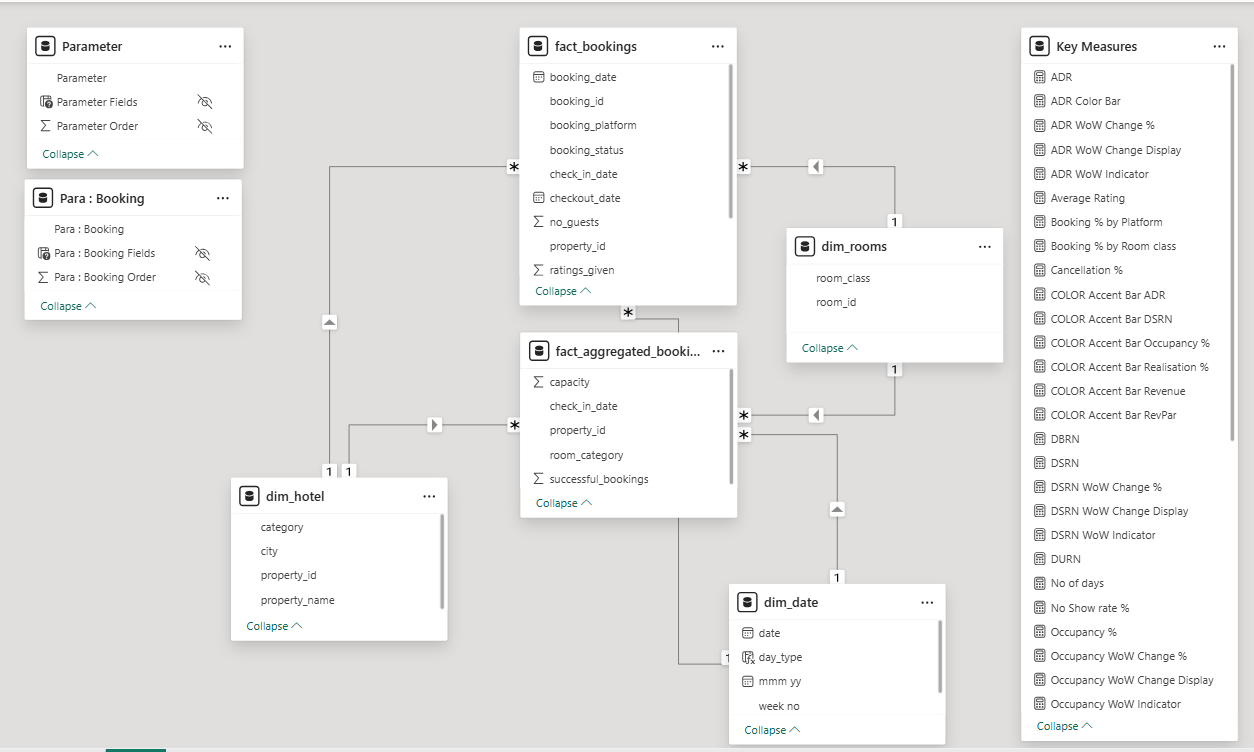 Parameter
Parameter
Parameter Fields
Parameter Order
Collapse
Para : Booking
Para : Booking
Para : Booking Fields
Para : Booking Order
Collapse
fact_bookings
booking_date
booking_id
booking_platform
booking_status
check_in_date
checkout_date
no_guests
property_id
ratings_given
Collapse
fact_aggregated_booki...
capacity
check_in_date
property_id
room_category
successful_bookings
Collapse
dim_rooms
room_class
room_id
Collapse
dim_hotel
category
city
property_id
property_name
Collapse
dim_date
date
day_type
mmm yy
week no
Collapse
*
*
*
*
*
*
1
1
1
1
1
1
Key Measures
ADR
ADR Color Bar
ADR WoW Change %
ADR WoW Change Display
ADR WoW Indicator
Average Rating
Booking % by Platform
Booking % by Room class
Cancellation %
COLOR Accent Bar ADR
COLOR Accent Bar DSRN
COLOR Accent Bar Occupancy %
COLOR Accent Bar Realisation %
COLOR Accent Bar Revenue
COLOR Accent Bar RevPar
DBRN
DSRN
DSRN WoW Change %
DSRN WoW Change Display
DSRN WoW Indicator
DURN
No of days
No Show rate %
Occupancy %
Occupancy WoW Change %
Occupancy WoW Change Display
Occupancy WoW Indicator
Collapse